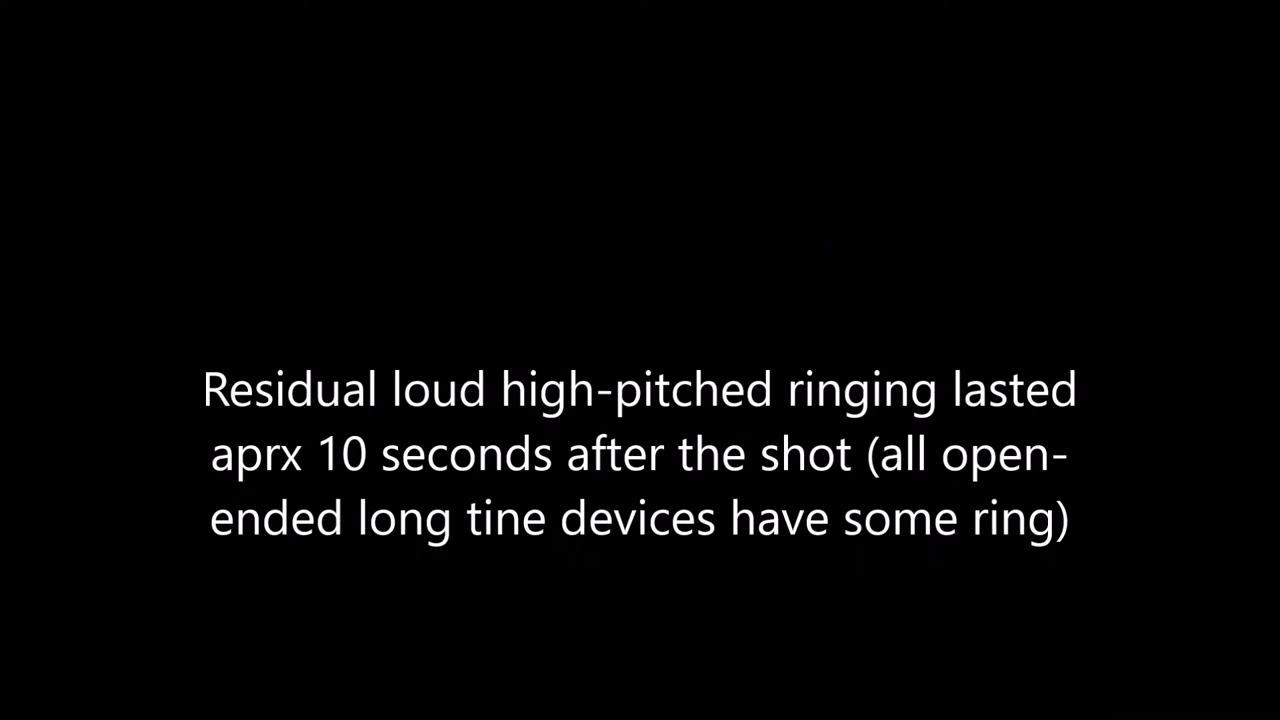 Residual loud high-pitched ringing lasted
aprx 10 seconds after the shot (all open-
ended long tine devices have some ring)